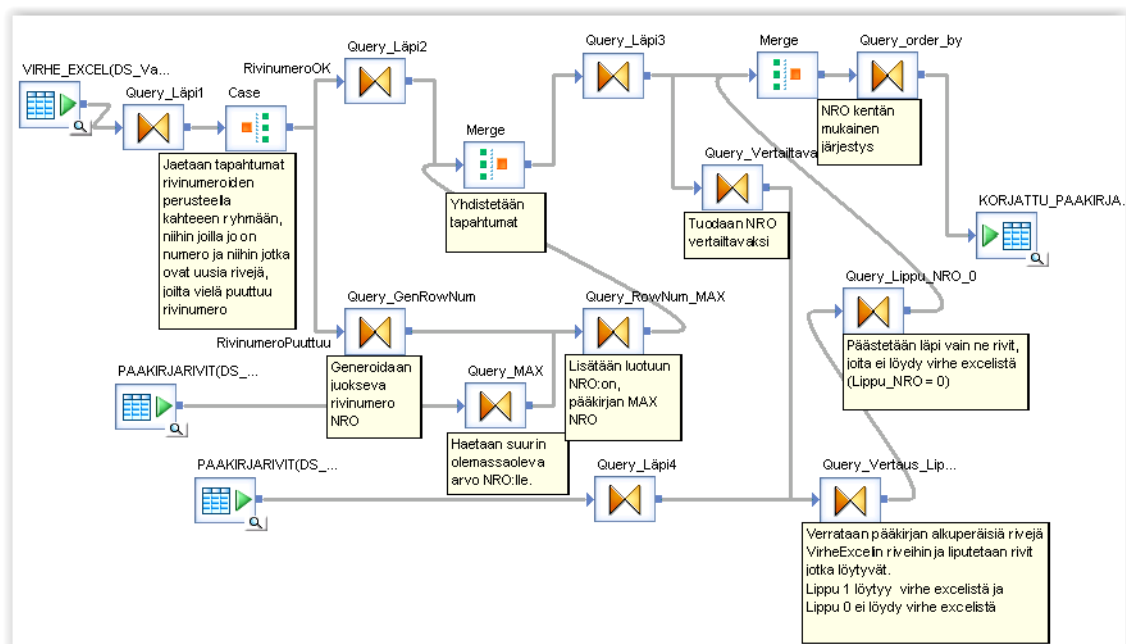 VIRHE_EXCEL(DS_Va...
Query_Läpi1
Case
Jaetaan tapahtumat
rivinumeroiden
perusteella
kahteeen ryhmään,
niihin joilla jo on
numero ja niihin jotka
ovat uusia rivejä,
joilta vielä puuttuu
rivinumero
RivinumeroOK
Query_Läpi2
Merge
Yhdistetään
tapahtumat
Query_Läpi3
Merge
Query_order_by
NRO kentän
mukainen
järjestys
Query_Vertailtava
Tuodaan NRO
vertailtavaksi
KORJATTU_PAAKIRJA...
Query_Lippu_NRO_0
Päästetään läpi vain ne rivit,
joita ei löydy virhe excelistä
(Lippu_NRO = 0)
Query_GenRowNum
RivinumeroPuuttuu
Generoidaan
juokseva
rivinumero
NRO
Query_RowNum_MAX
Lisätään luotuun
NRO:on,
pääkirjan MAX
NRO
PAAKIRJARIVIT(DS_...
Query_MAX
Haetaan suurin
olemassaoleva
arvo NRO:lle.
PAAKIRJARIVIT(DS_...
Query_Läpi4
Query_Vertaus_Lip...
Verrataan pääkirjan alkuperäisiä rivejä
VirheExcelin riveihin ja liputetaan rivit
jotka löytyvät.
Lippu 1 löytyy virhe excelistä ja
Lippu 0 ei löydy virhe excelistä